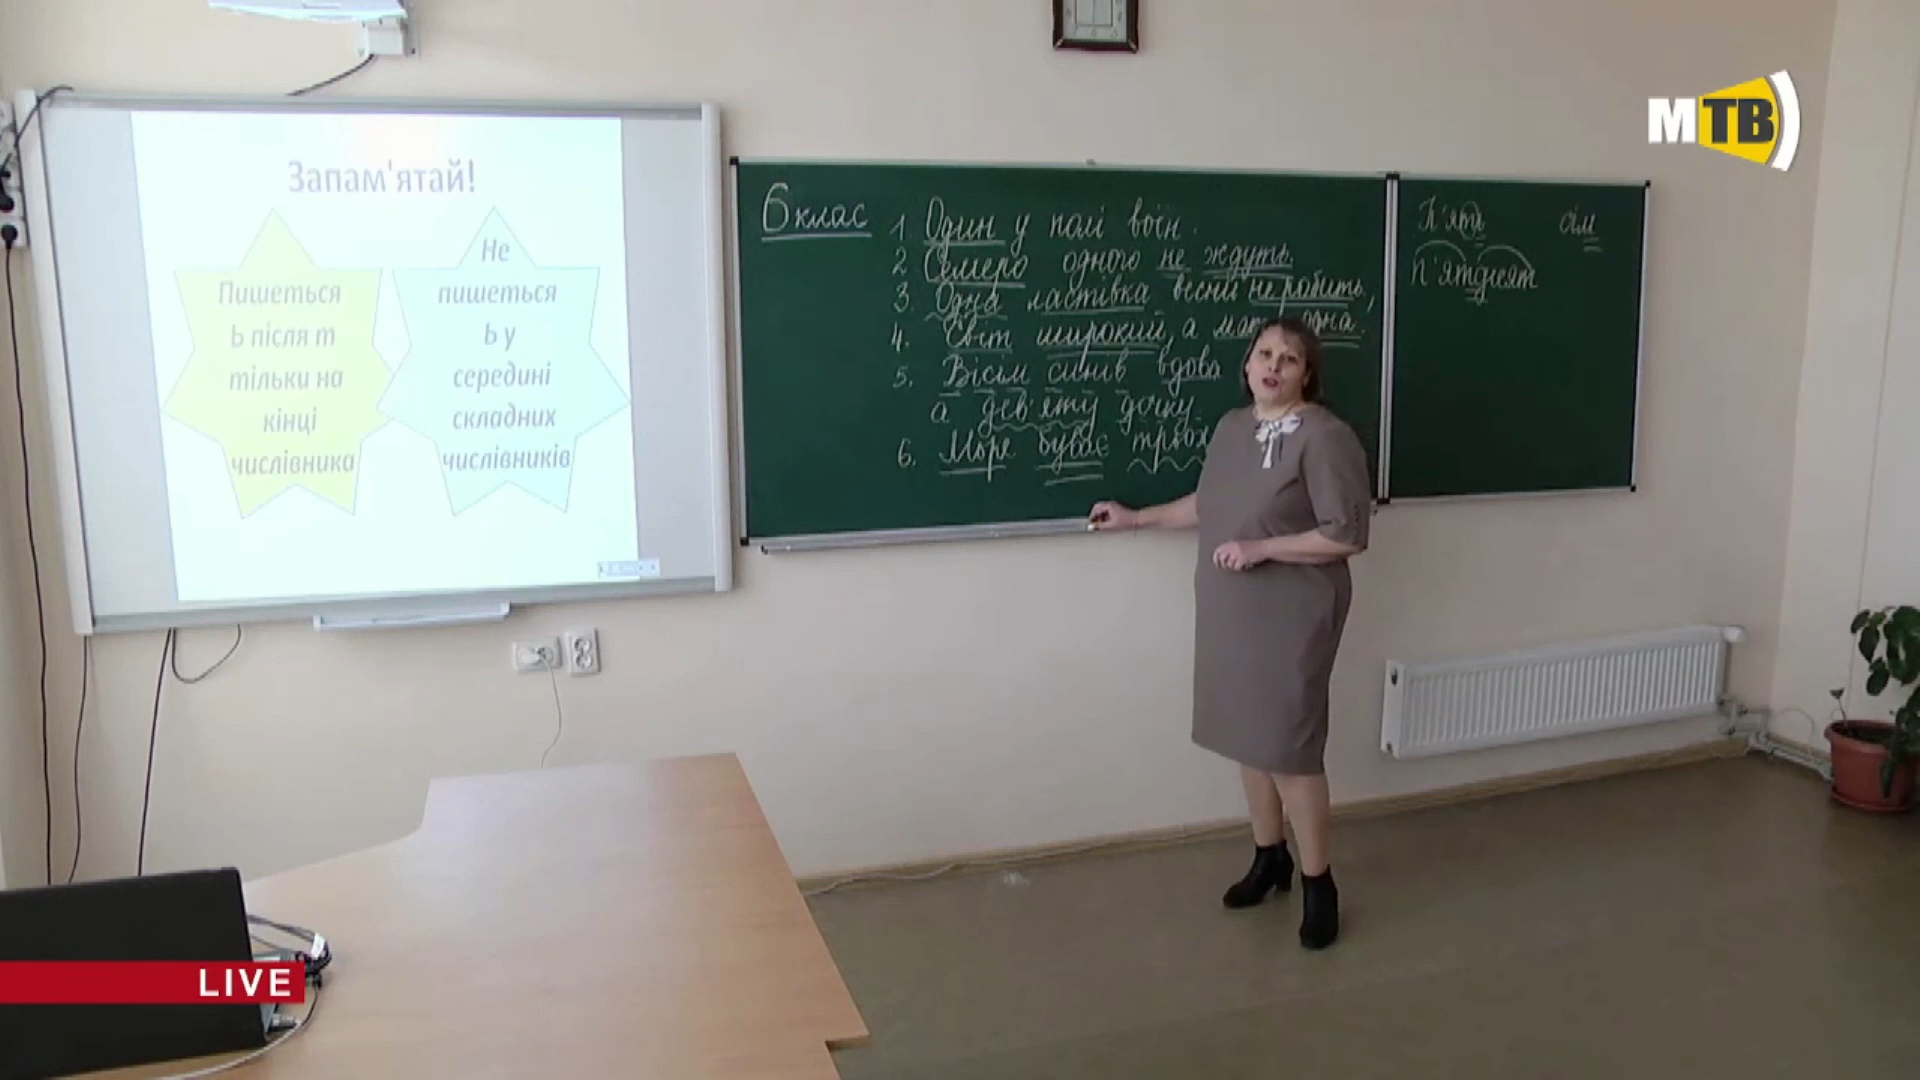 МТВ
Запам'ятай!
Пишеться
Ь після т
тільки на
кінці
числівника
Не
пишеться
Ь у
середині
складних
числівників
6 клас
1. Один у полі воїн.
2. Семеро одного не ждуть.
3. Одна ластівка весни не робить,
4. Світ широкий, а мати одна.
5. Вісім синів вдова
а дев'яту дочку.
6. Море буває трьох
П'ять сім
П'ятдесят
LIVE